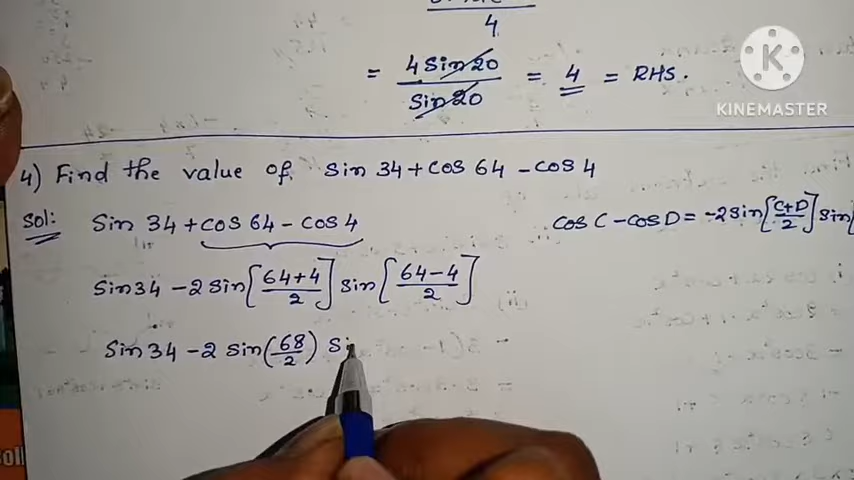 4
= 4 Sin 20 / Sin 20 = 4 = RHS.
KINEMASTER
4) Find the value of Sin 34 + Cos 64 - Cos 4
Sol: Sin 34 + Cos 64 - Cos 4
Cos C - Cos D = -2 Sin [C+D / 2] Sin
Sin 34 - 2 Sin [64+4 / 2] Sin [64-4 / 2]
Sin 34 - 2 Sin (68/2) Si